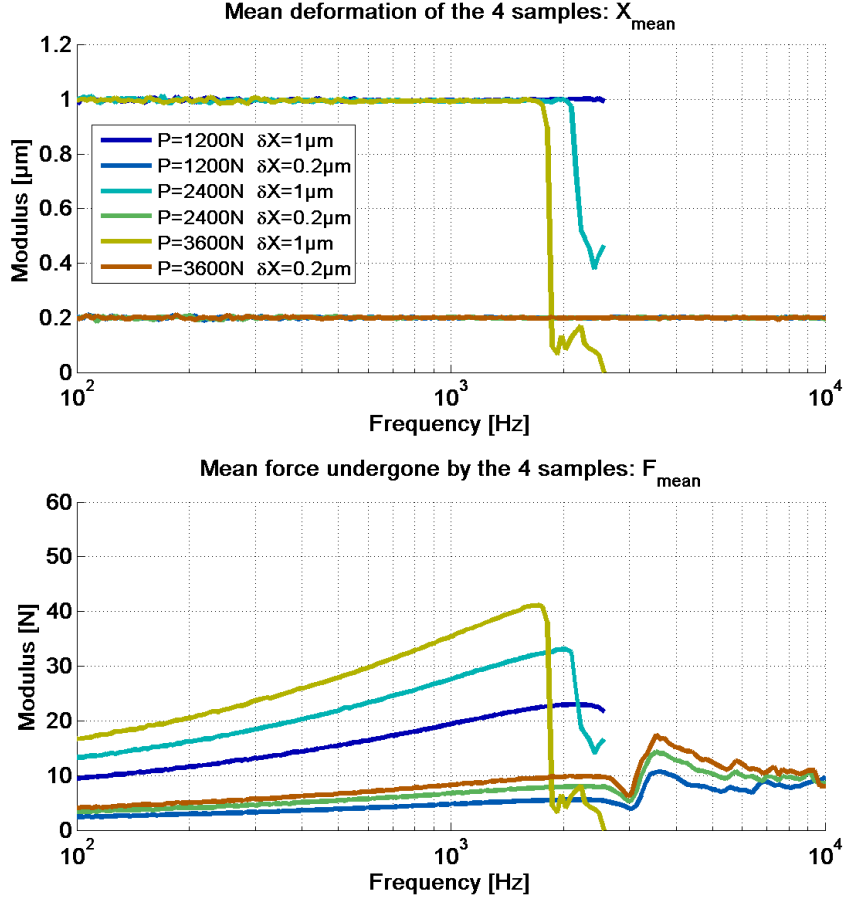 Mean deformation of the 4 samples: X_mean
1.2
1
0.8
0.6
0.4
0.2
0
Modulus [µm]
P=1200N δX=1µm
P=1200N δX=0.2µm
P=2400N δX=1µm
P=2400N δX=0.2µm
P=3600N δX=1µm
P=3600N δX=0.2µm
10^2 10^3 10^4
Frequency [Hz]
Mean force undergone by the 4 samples: F_mean
60
50
40
30
20
10
0
Modulus [N]
10^2 10^3 10^4
Frequency [Hz]